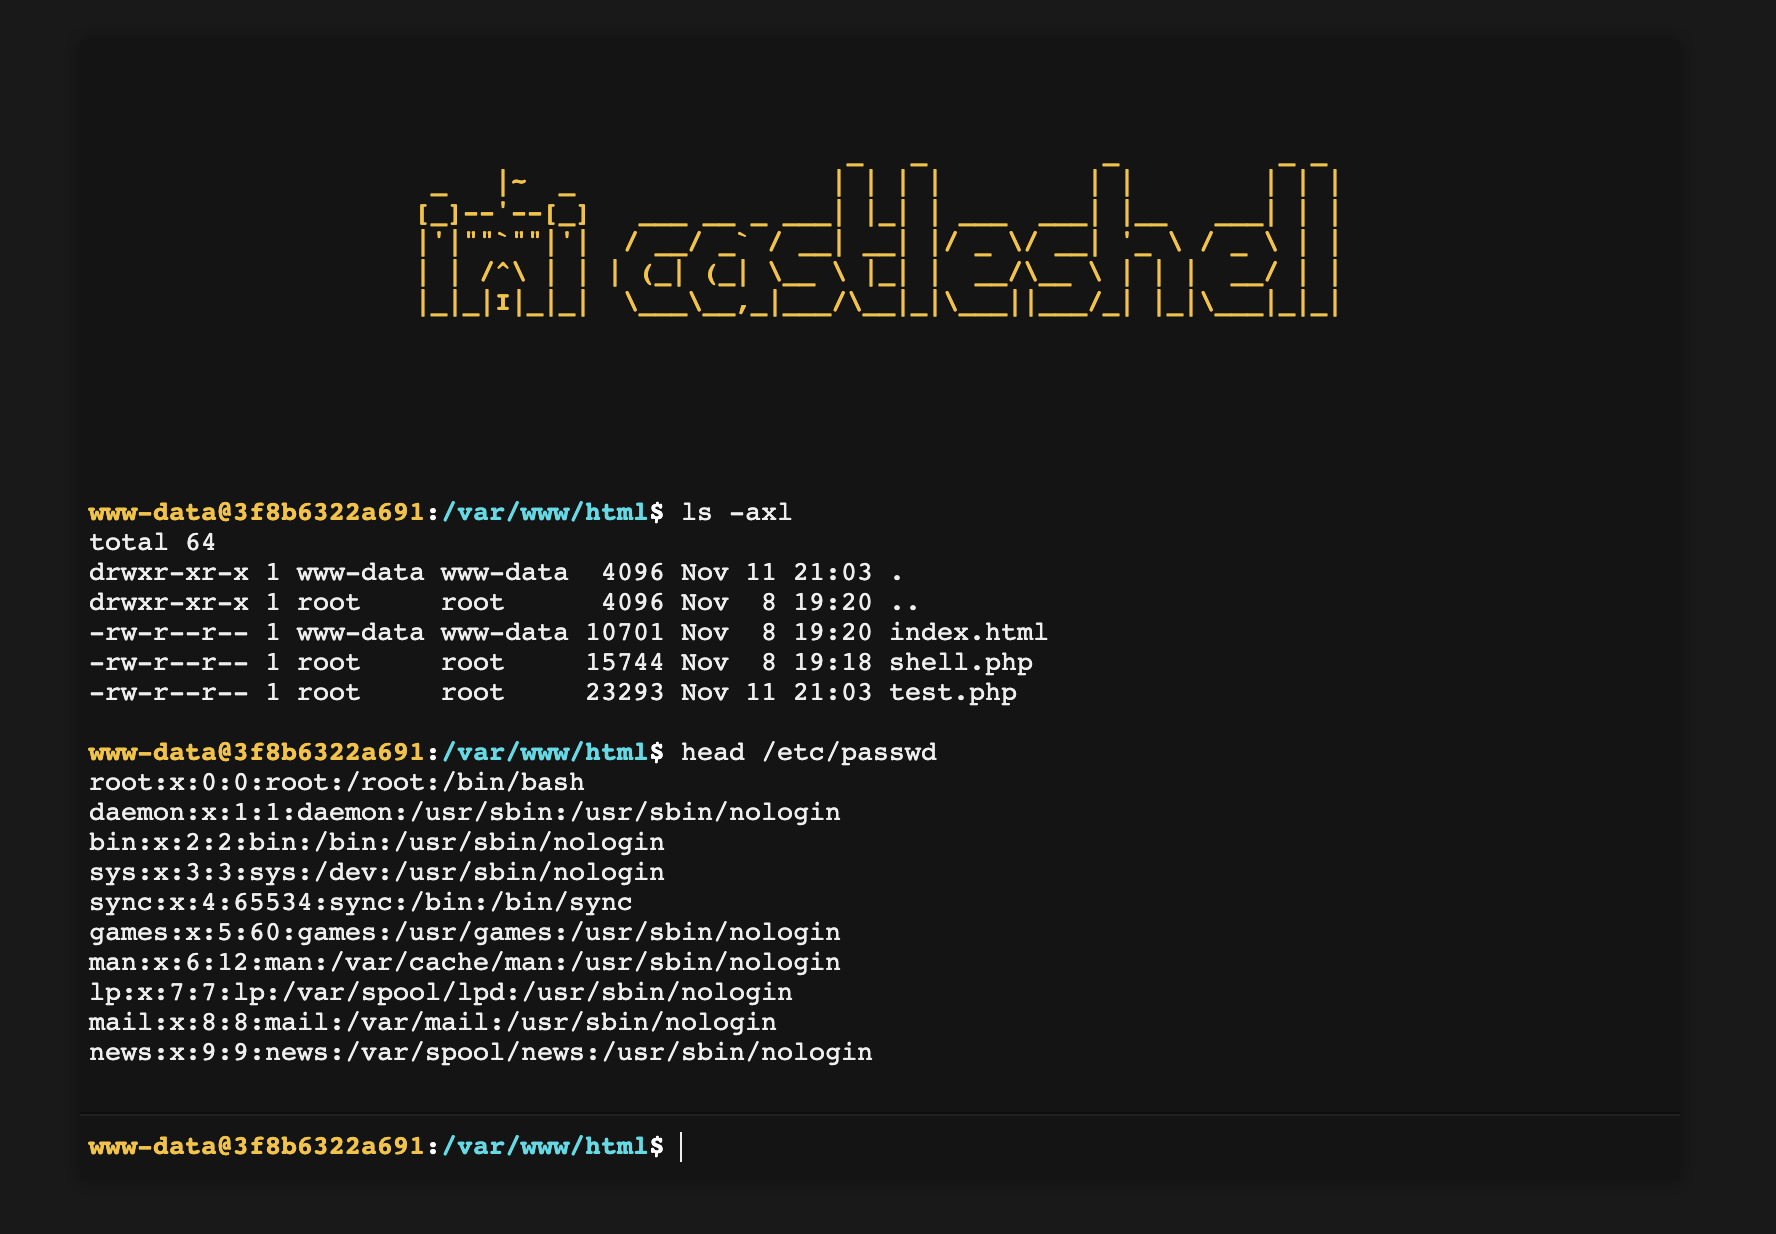 castleshell
www-data@3f8b6322a691:/var/www/html$ ls -axl
total 64
drwxr-xr-x 1 www-data www-data  4096 Nov 11 21:03 .
drwxr-xr-x 1 root     root      4096 Nov  8 19:20 ..
-rw-r--r-- 1 www-data www-data 10701 Nov  8 19:20 index.html
-rw-r--r-- 1 root     root     15744 Nov  8 19:18 shell.php
-rw-r--r-- 1 root     root     23293 Nov 11 21:03 test.php
www-data@3f8b6322a691:/var/www/html$ head /etc/passwd
root:x:0:0:root:/root:/bin/bash
daemon:x:1:1:daemon:/usr/sbin:/usr/sbin/nologin
bin:x:2:2:bin:/bin:/usr/sbin/nologin
sys:x:3:3:sys:/dev:/usr/sbin/nologin
sync:x:4:65534:sync:/bin:/bin/sync
games:x:5:60:games:/usr/games:/usr/sbin/nologin
man:x:6:12:man:/var/cache/man:/usr/sbin/nologin
lp:x:7:7:lp:/var/spool/lpd:/usr/sbin/nologin
mail:x:8:8:mail:/var/mail:/usr/sbin/nologin
news:x:9:9:news:/var/spool/news:/usr/sbin/nologin
www-data@3f8b6322a691:/var/www/html$